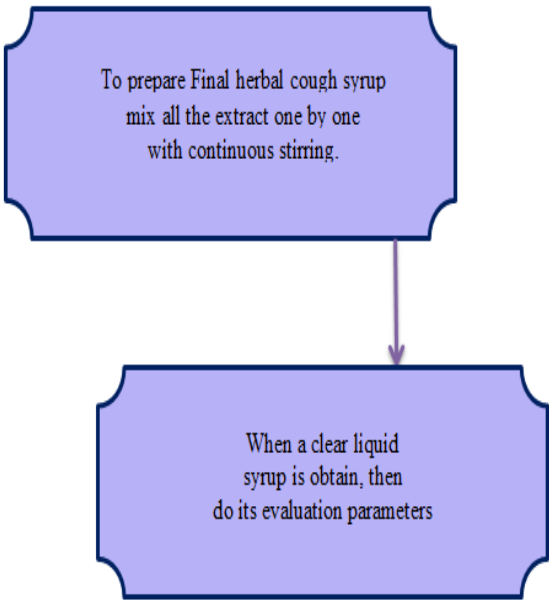 To prepare Final herbal cough syrup
mix all the extract one by one
with continuous stirring.
When a clear liquid
syrup is obtain, then
do its evaluation parameters